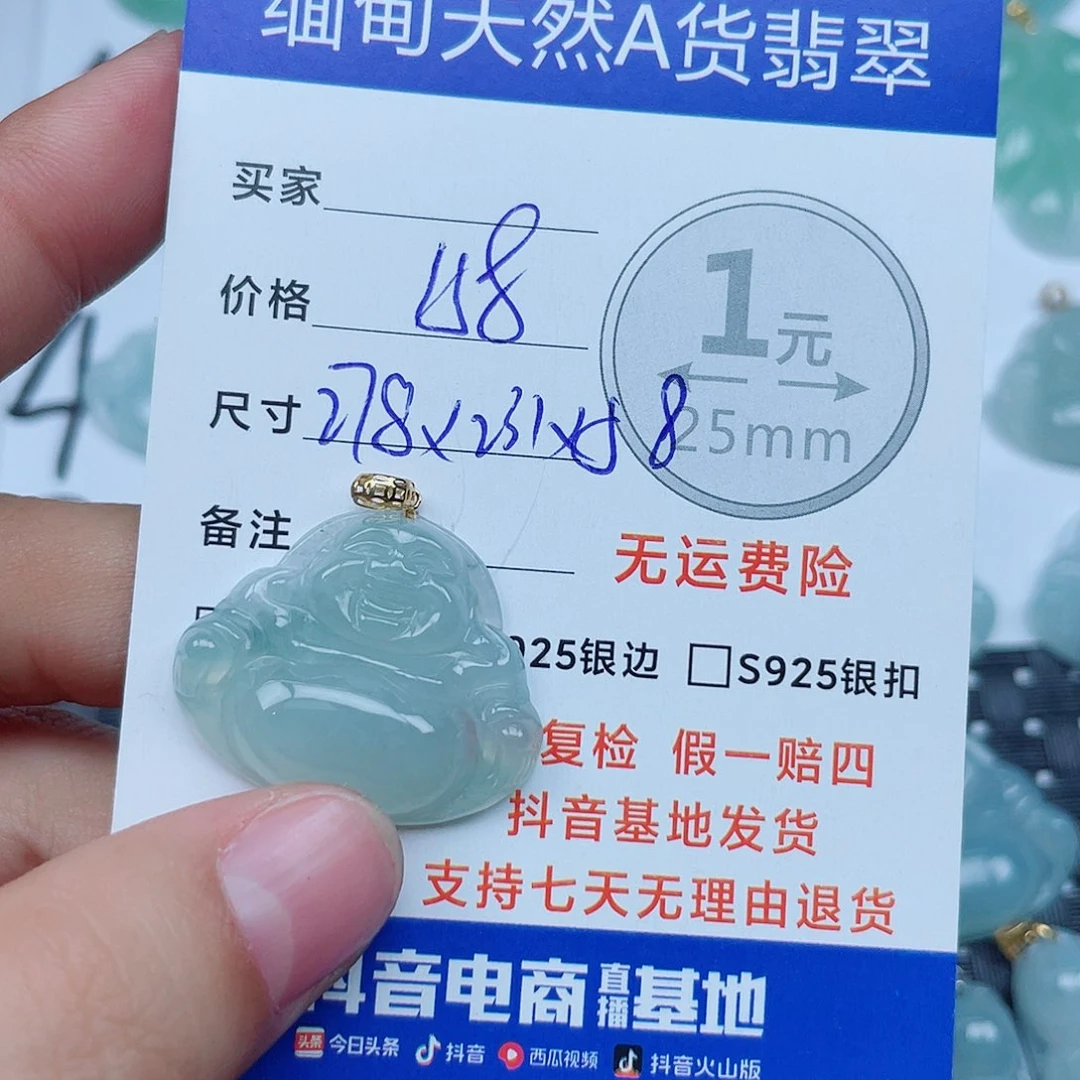 缅甸天然A货翡翠
买家
价格
1元
尺寸 278x231x58
25mm
备注
无运费险
925银边 □S925银扣
复检 假一赔四
抖音基地发货
支持七天无理由退货
抖音电商直播基地
头条 今日头条 抖音 西瓜视频 抖音火山版
4